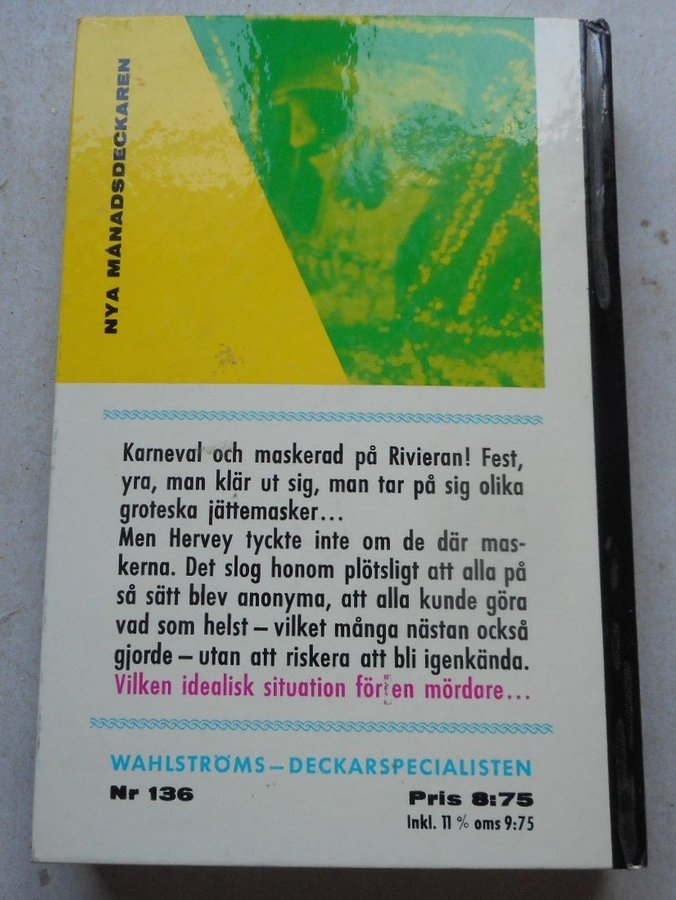 NYA MÅNADSDECKAREN
Karneval och maskerad på Rivieran! Fest,
yra, man klär ut sig, man tar på sig olika
groteska jättemasker...
Men Hervey tyckte inte om de där mas-
kerna. Det slog honom plötsligt att alla på
så sätt blev anonyma, att alla kunde göra
vad som helst – vilket många nästan också
gjorde – utan att riskera att bli igenkända.
Vilken idealisk situation för en mördare...
WAHLSTRÖMS – DECKARSPECIALISTEN
Nr 136
Pris 8:75
Inkl. 11 % oms 9:75